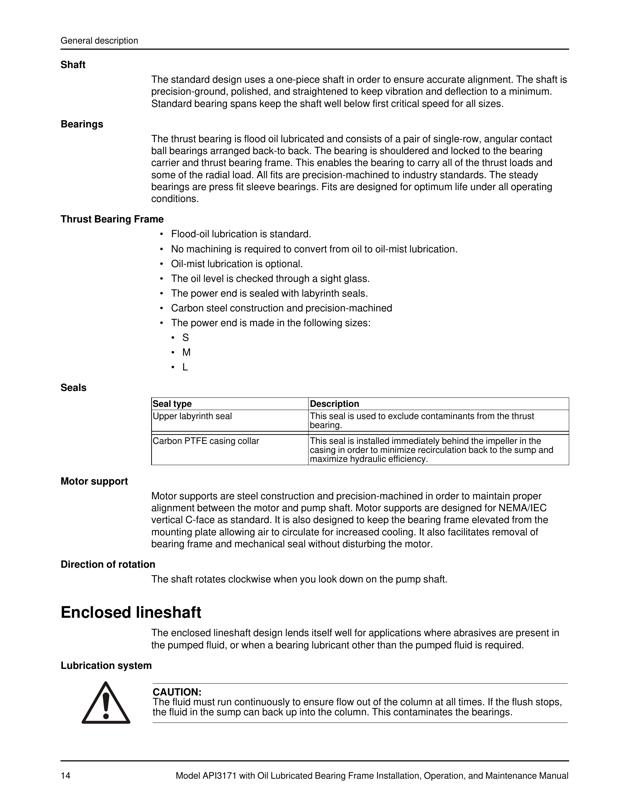 General description
Shaft
The standard design uses a one-piece shaft in order to ensure accurate alignment. The shaft is
precision-ground, polished, and straightened to keep vibration and deflection to a minimum.
Standard bearing spans keep the shaft well below first critical speed for all sizes.
Bearings
The thrust bearing is flood oil lubricated and consists of a pair of single-row, angular contact
ball bearings arranged back-to back. The bearing is shouldered and locked to the bearing
carrier and thrust bearing frame. This enables the bearing to carry all of the thrust loads and
some of the radial load. All fits are precision-machined to industry standards. The steady
bearings are press fit sleeve bearings. Fits are designed for optimum life under all operating
conditions.
Thrust Bearing Frame
• Flood-oil lubrication is standard.
• No machining is required to convert from oil to oil-mist lubrication.
• Oil-mist lubrication is optional.
• The oil level is checked through a sight glass.
• The power end is sealed with labyrinth seals.
• Carbon steel construction and precision-machined
• The power end is made in the following sizes:
• S
• M
• L
Seals
Seal type Description
Upper labyrinth seal This seal is used to exclude contaminants from the thrust
bearing.
Carbon PTFE casing collar This seal is installed immediately behind the impeller in the
casing in order to minimize recirculation back to the sump and
maximize hydraulic efficiency.
Motor support
Motor supports are steel construction and precision-machined in order to maintain proper
alignment between the motor and pump shaft. Motor supports are designed for NEMA/IEC
vertical C-face as standard. It is also designed to keep the bearing frame elevated from the
mounting plate allowing air to circulate for increased cooling. It also facilitates removal of
bearing frame and mechanical seal without disturbing the motor.
Direction of rotation
The shaft rotates clockwise when you look down on the pump shaft.
Enclosed lineshaft
The enclosed lineshaft design lends itself well for applications where abrasives are present in
the pumped fluid, or when a bearing lubricant other than the pumped fluid is required.
Lubrication system
CAUTION:
The fluid must run continuously to ensure flow out of the column at all times. If the flush stops,
the fluid in the sump can back up into the column. This contaminates the bearings.
14 Model API3171 with Oil Lubricated Bearing Frame Installation, Operation, and Maintenance Manual